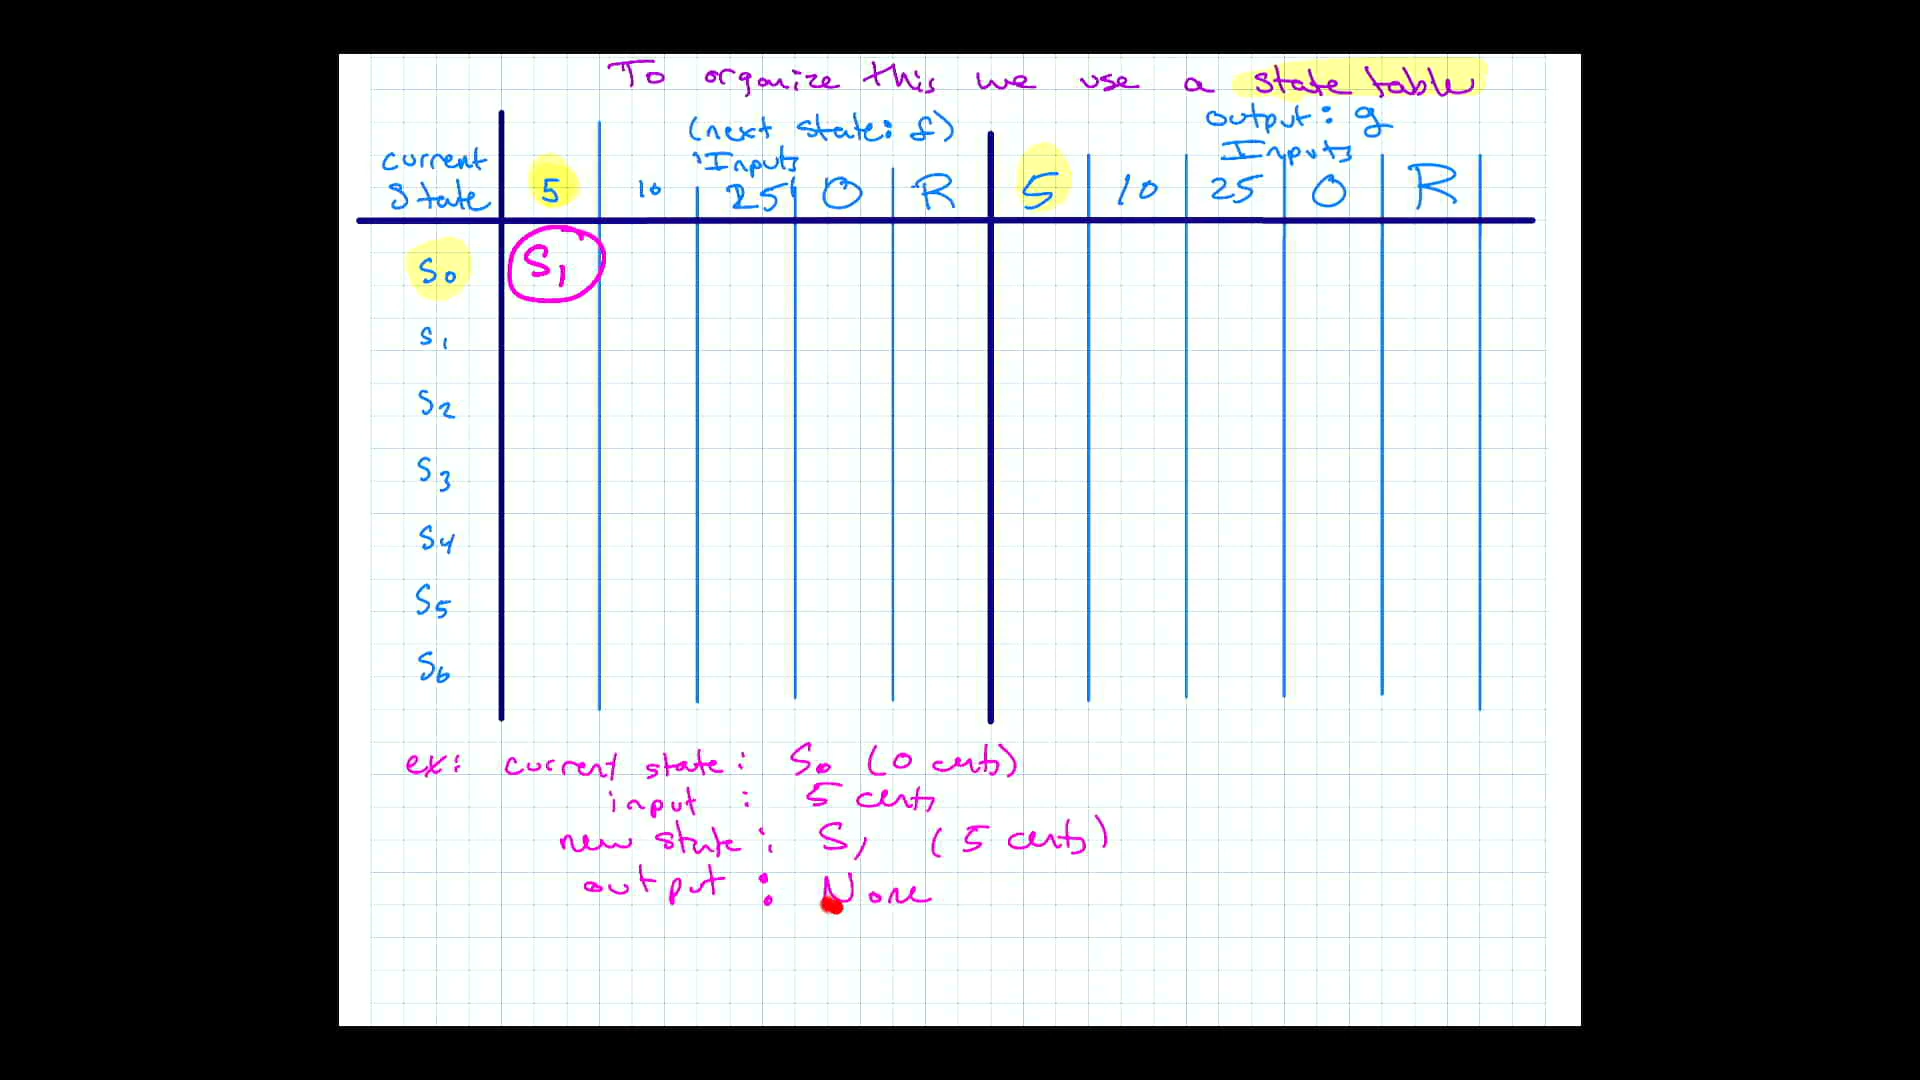 To organize this we use a state table
(next state: f) output: g
current Inputs Inputs
State 5 10 25 O R 5 10 25 O R
S0 S1
S1
S2
S3
S4
S5
S6
ex: current state: S0 (0 cents)
input : 5 cents
new state: S1 (5 cents)
output : None